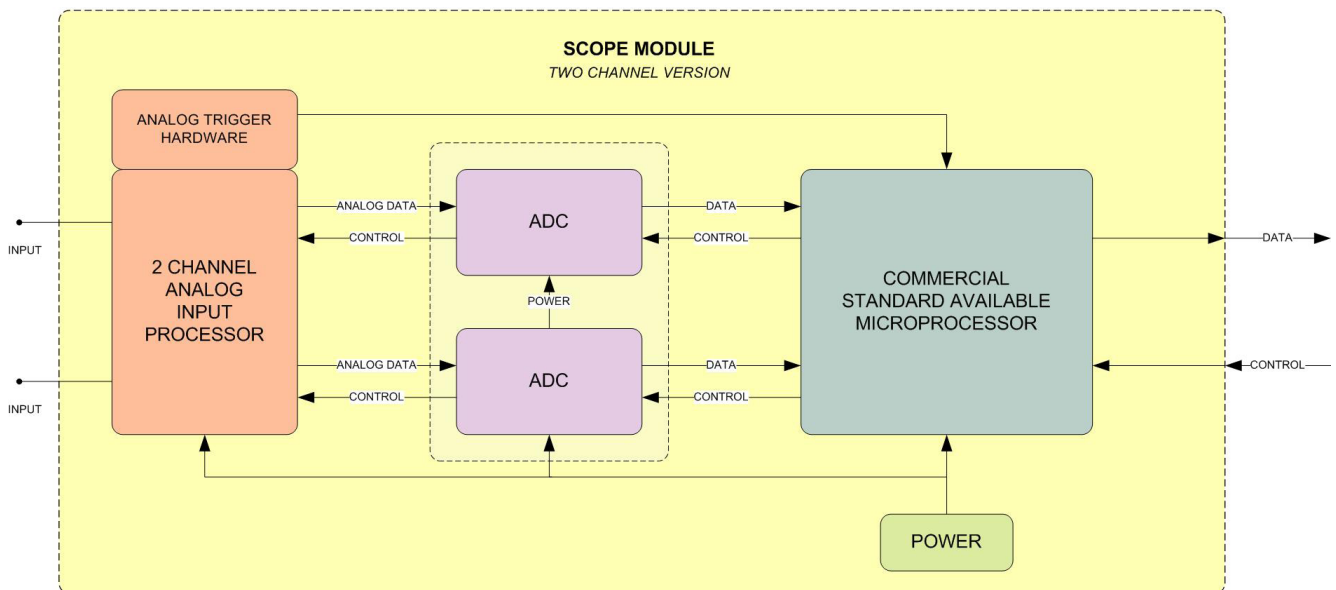 SCOPE MODULE
TWO CHANNEL VERSION
ANALOG TRIGGER
HARDWARE
ANALOG DATA
ADC
DATA
CONTROL
CONTROL
INPUT
DATA
2 CHANNEL
ANALOG
INPUT
PROCESSOR
COMMERCIAL
STANDARD AVAILABLE
MICROPROCESSOR
POWER
ANALOG DATA
ADC
DATA
CONTROL
CONTROL
INPUT
CONTROL
POWER